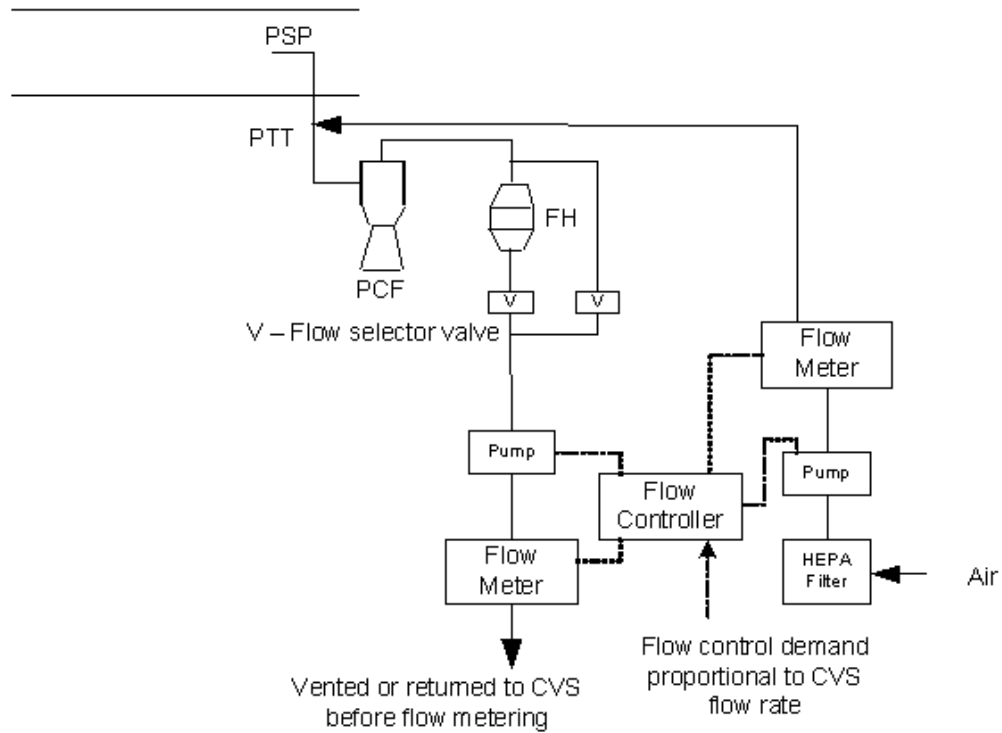 PSP
PTT
FH
PCF
V
V
V – Flow selector valve
Flow
Meter
Pump
Pump
Flow
Controller
Flow
Meter
HEPA
Filter
Air
Vented or returned to CVS
before flow metering
Flow control demand
proportional to CVS
flow rate